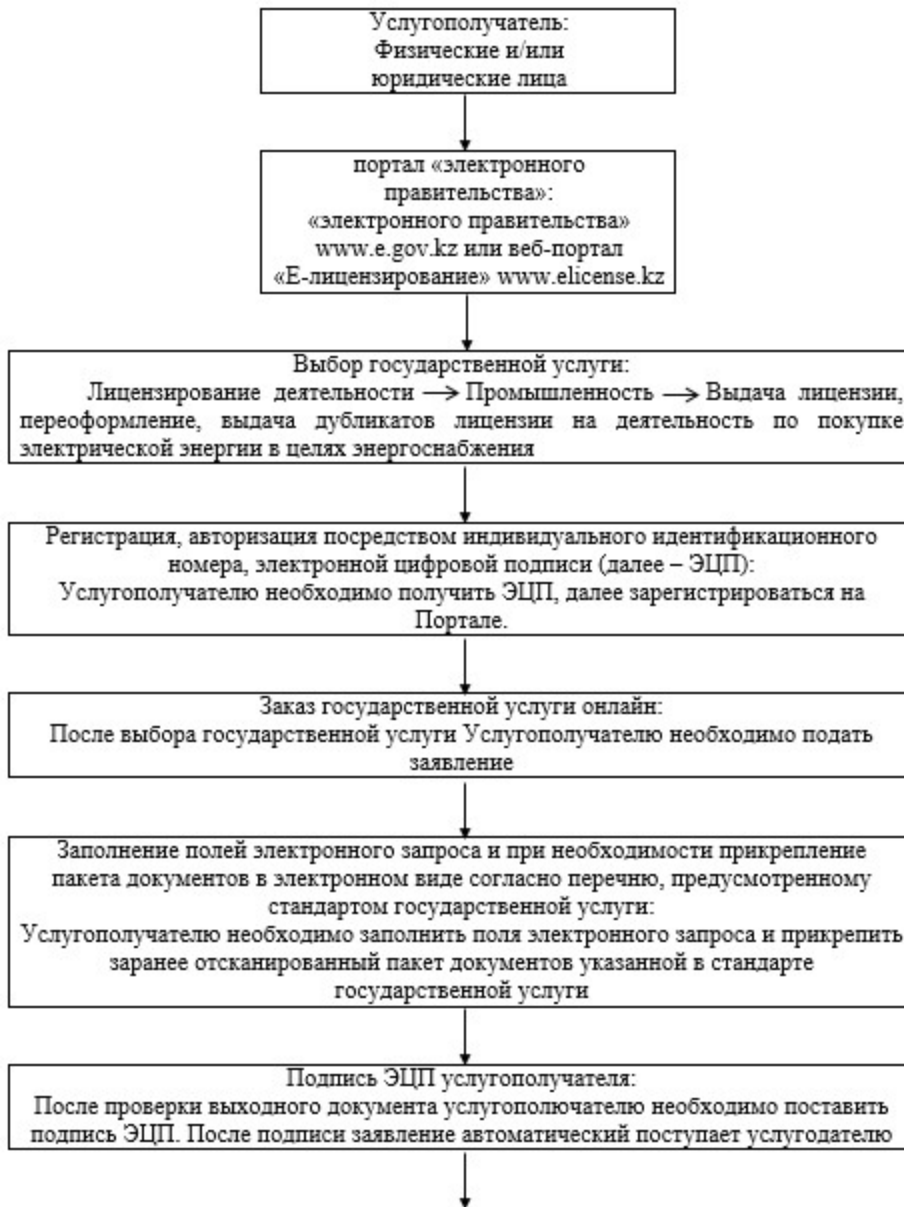 Услугополучатель:
Физические и/или
юридические лица
портал «электронного
правительства»:
«электронного правительства»
www.e.gov.kz или веб-портал
«Е-лицензирование» www.elicense.kz
Выбор государственной услуги:
Лицензирование деятельности → Промышленность → Выдача лицензии,
переоформление, выдача дубликатов лицензии на деятельность по покупке
электрической энергии в целях энергоснабжения
Регистрация, авторизация посредством индивидуального идентификационного
номера, электронной цифровой подписи (далее – ЭЦП):
Услугополучателю необходимо получить ЭЦП, далее зарегистрироваться на
Портале.
Заказ государственной услуги онлайн:
После выбора государственной услуги Услугополучателю необходимо подать
заявление
Заполнение полей электронного запроса и при необходимости прикрепление
пакета документов в электронном виде согласно перечню, предусмотренному
стандартом государственной услуги:
Услугополучателю необходимо заполнить поля электронного запроса и прикрепить
заранее отсканированный пакет документов указанной в стандарте
государственной услуги
Подпись ЭЦП услугополучателя:
После проверки выходного документа услугополючателю необходимо поставить
подпись ЭЦП. После подписи заявление автоматический поступает услугодателю